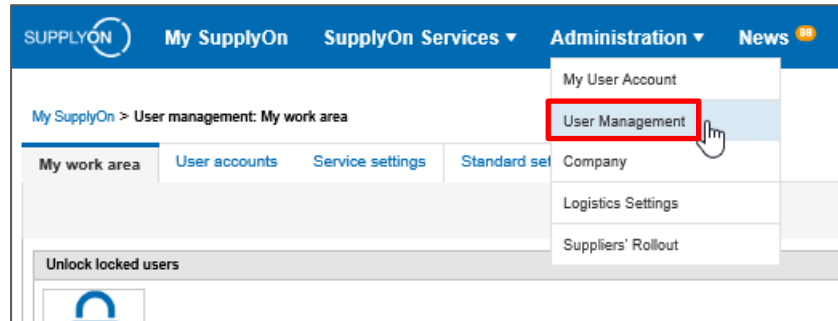 SUPPLYON My SupplyOn SupplyOn Services ▾ Administration ▾ News 99
My User Account
My SupplyOn > User management: My work area
User Management
My work area User accounts Service settings Standard set
Company
Logistics Settings
Suppliers' Rollout
Unlock locked users